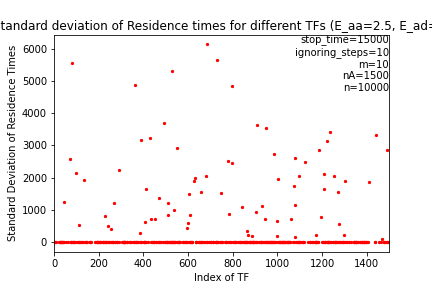 tandard deviation of Residence times for different TFs (E_aa=2.5, E_ad=
stop_time=15000
ignoring_steps=10
m=10
nA=1500
n=10000
Standard Deviation of Residence Times
6000
5000
4000
3000
2000
1000
0
0 200 400 600 800 1000 1200 1400
Index of TF